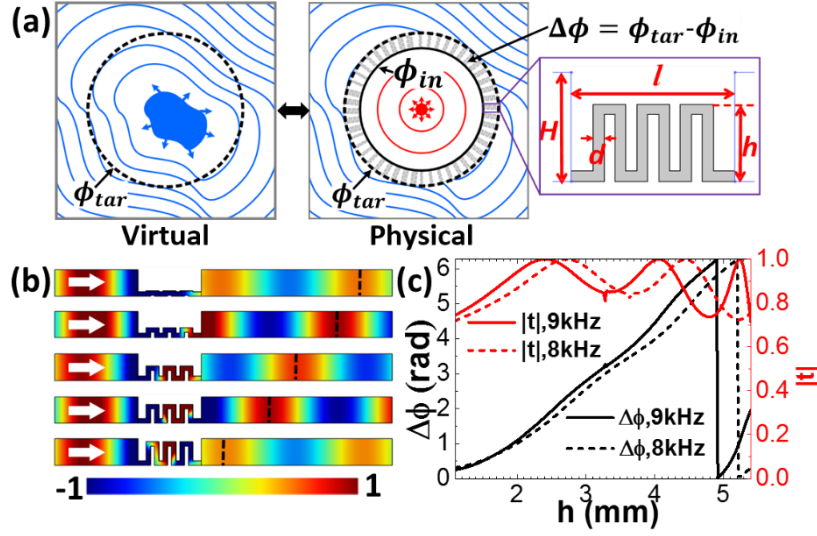 (a)
Δϕ = ϕtar-ϕin
ϕin
ϕtar
ϕtar
l
H
d
h
Virtual
Physical
(b)
-1
1
(c)
6
5
4
3
2
1
0
Δϕ (rad)
|t|,9kHz
|t|,8kHz
Δϕ,9kHz
Δϕ,8kHz
1.0
0.8
0.6
0.4
0.2
0.0
|t|
2
3
4
5
h (mm)